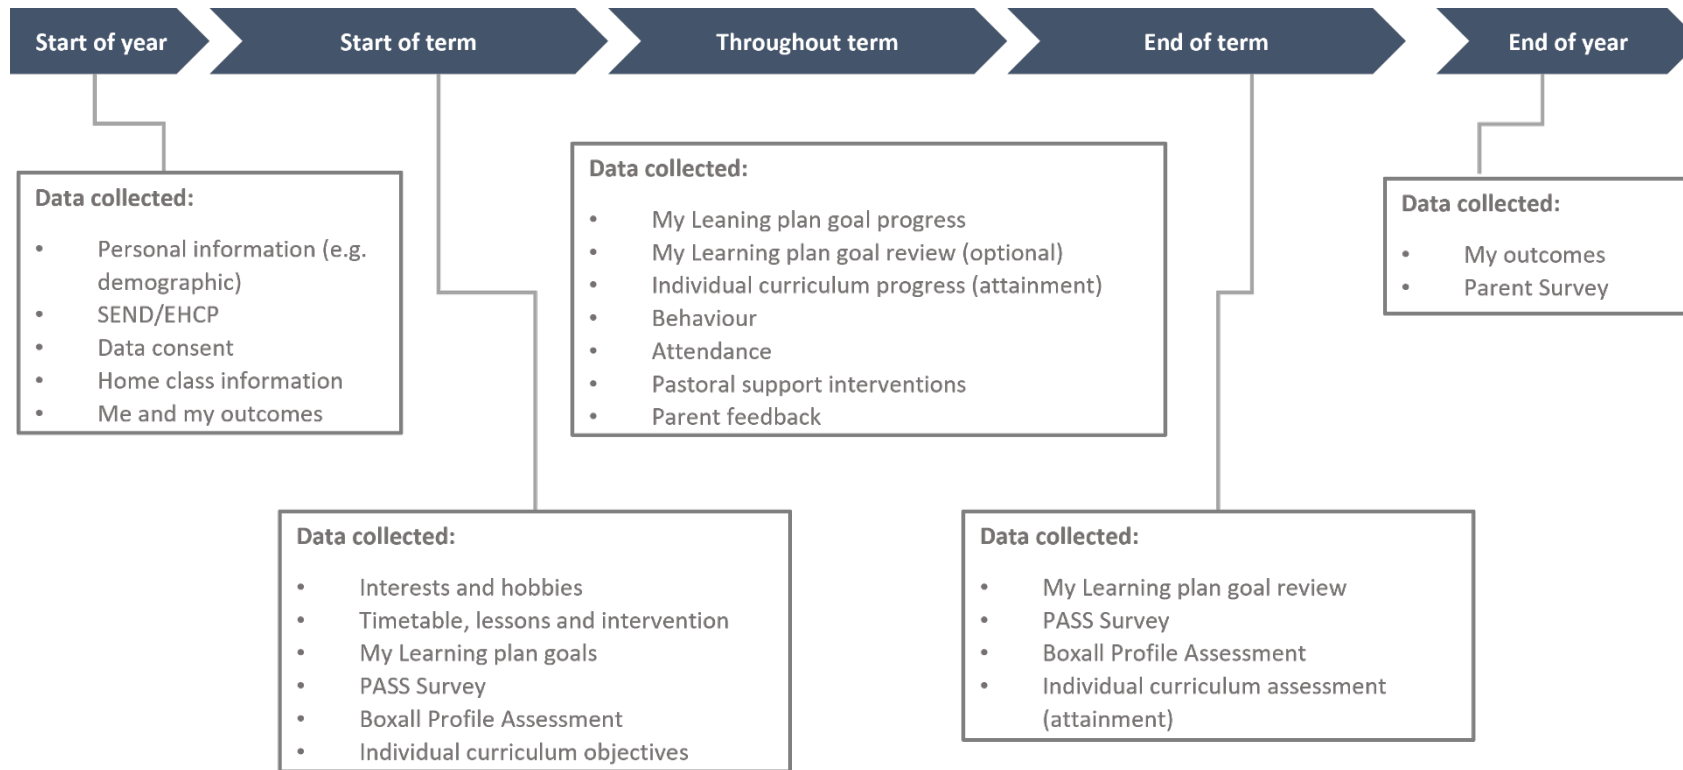 Start of year
Start of term
Throughout term
End of term
End of year
Data collected:
• Personal information (e.g.
demographic)
• SEND/EHCP
• Data consent
• Home class information
• Me and my outcomes
Data collected:
• Interests and hobbies
• Timetable, lessons and intervention
• My Learning plan goals
• PASS Survey
• Boxall Profile Assessment
• Individual curriculum objectives
Data collected:
• My Leaning plan goal progress
• My Learning plan goal review (optional)
• Individual curriculum progress (attainment)
• Behaviour
• Attendance
• Pastoral support interventions
• Parent feedback
Data collected:
• My Learning plan goal review
• PASS Survey
• Boxall Profile Assessment
• Individual curriculum assessment
(attainment)
Data collected:
• My outcomes
• Parent Survey